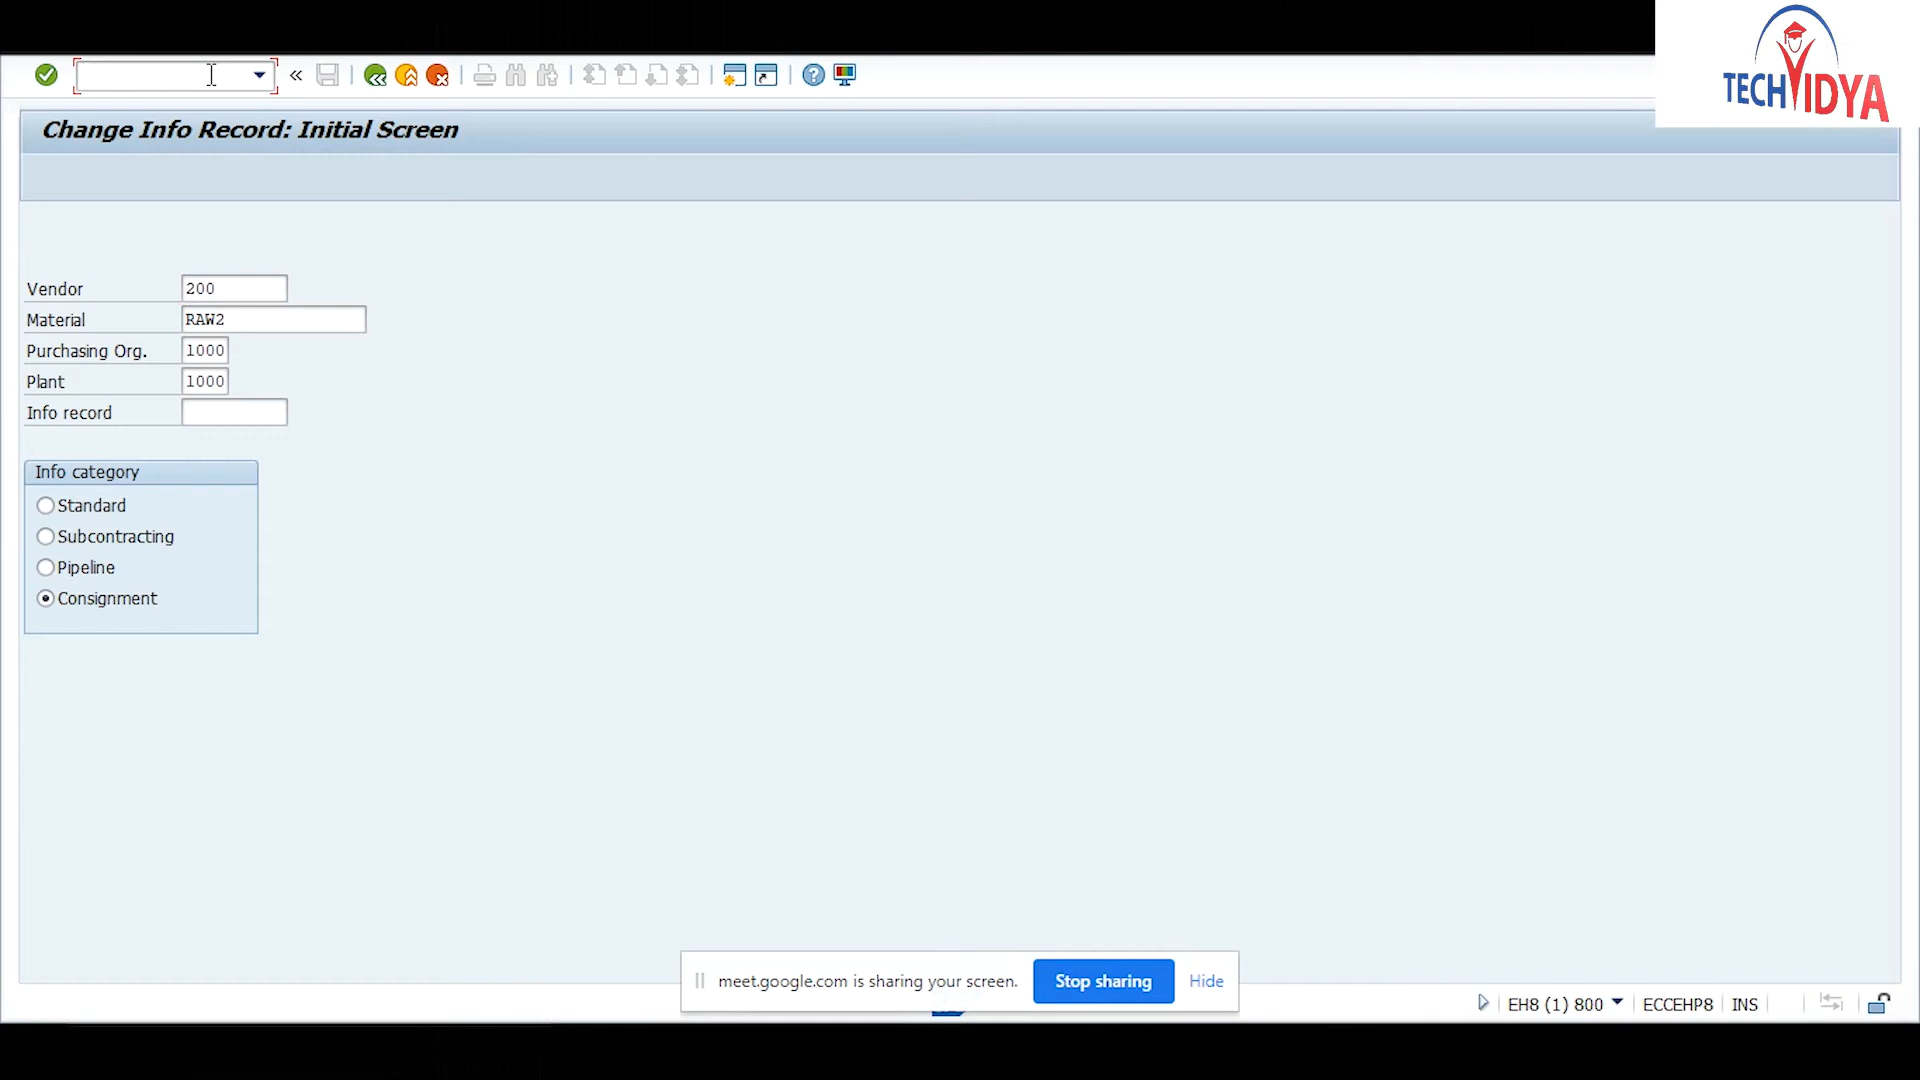 TECHVIDYA
Change Info Record: Initial Screen
Vendor 200
Material RAW2
Purchasing Org. 1000
Plant 1000
Info record
Info category
Standard
Subcontracting
Pipeline
Consignment
meet.google.com is sharing your screen. Stop sharing Hide
EH8 (1) 800 ECCEHP8 INS